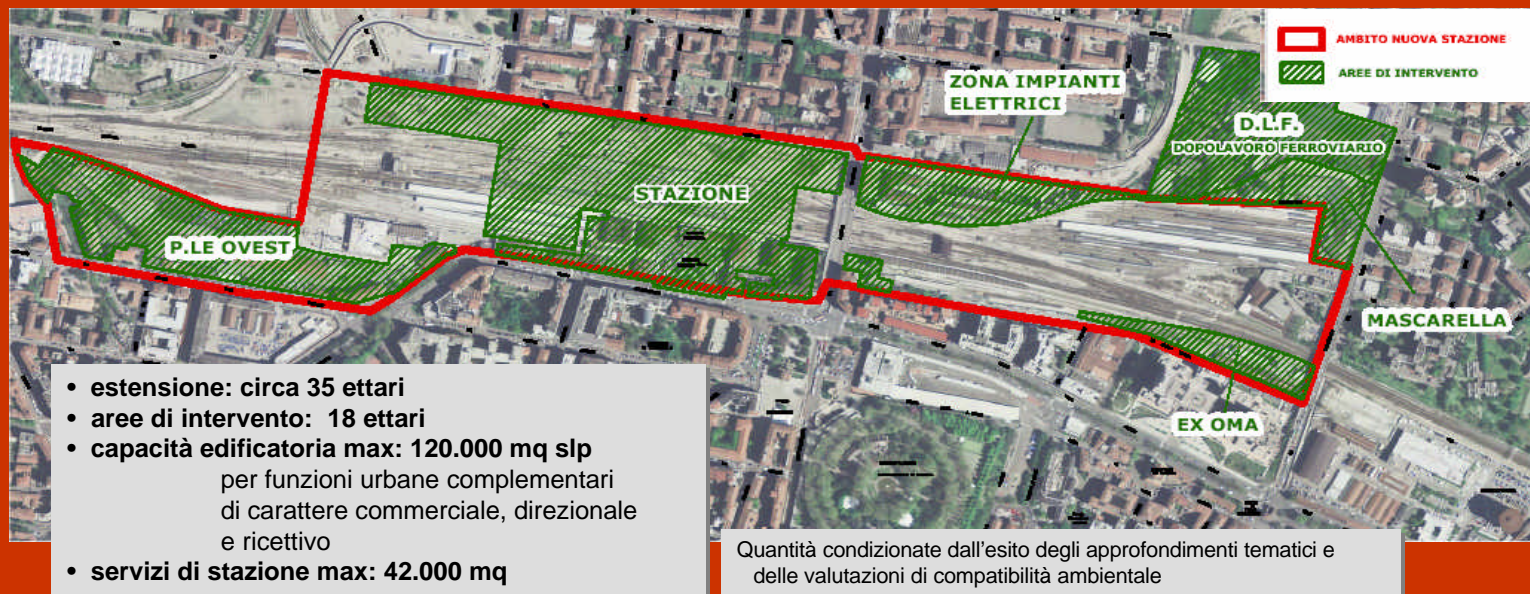 AMBITO NUOVA STAZIONE
AREE DI INTERVENTO
ZONA IMPIANTI
ELETTRICI
D.L.F.
DOPOLAVORO FERROVIARIO
STAZIONE
P.LE OVEST
MASCARELLA
EX OMA
• estensione: circa 35 ettari
• aree di intervento: 18 ettari
• capacità edificatoria max: 120.000 mq slp
per funzioni urbane complementari
di carattere commerciale, direzionale
e ricettivo
• servizi di stazione max: 42.000 mq
Quantità condizionate dall'esito degli approfondimenti tematici e
delle valutazioni di compatibilità ambientale